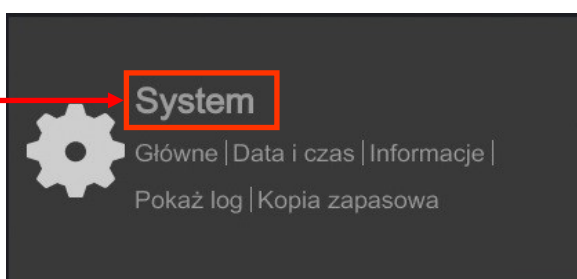 System
Główne|Data i czas|Informacje|
Pokaż log|Kopia zapasowa